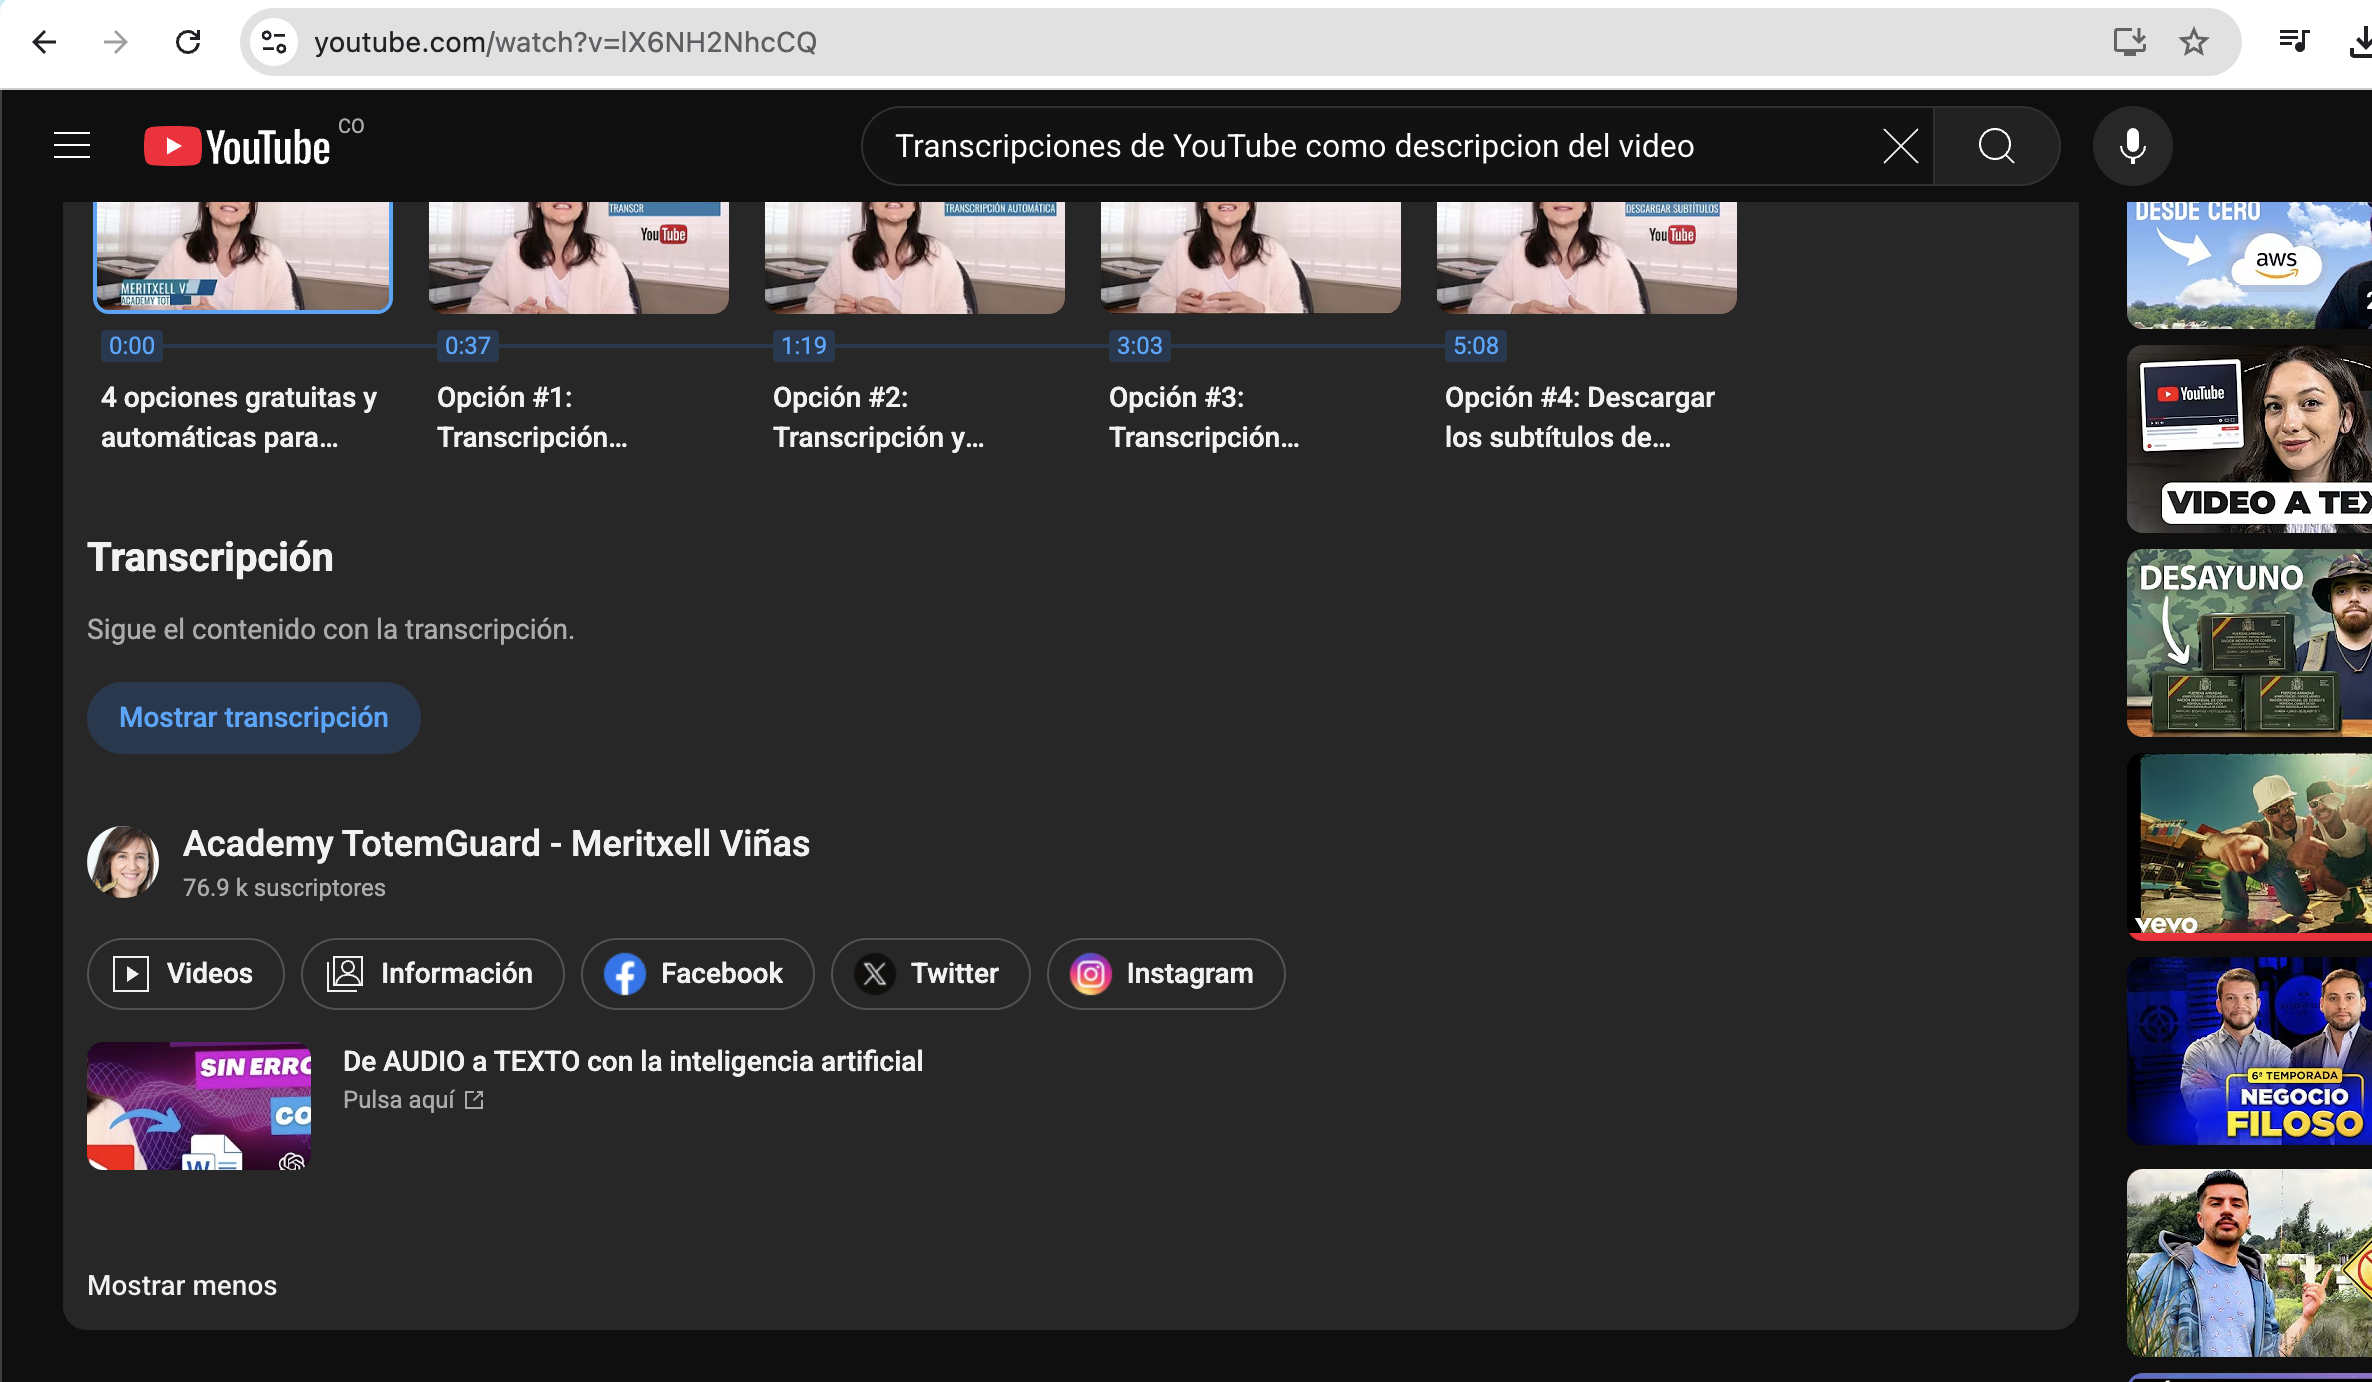 youtube.com/watch?v=lX6NH2NhcCQ
YouTube CO
Transcripciones de YouTube como descripcion del video
MERITXELL V
ACADEMY TOT
TRANSCR
YouTube
TRANSCRIPCIÓN AUTOMÁTICA
DESCARGAR SUBTÍTULOS
YouTube
0:00
0:37
1:19
3:03
5:08
4 opciones gratuitas y
automáticas para...
Opción #1:
Transcripción...
Opción #2:
Transcripción y...
Opción #3:
Transcripción...
Opción #4: Descargar
los subtítulos de...
Transcripción
Sigue el contenido con la transcripción.
Mostrar transcripción
Academy TotemGuard - Meritxell Viñas
76.9 k suscriptores
Videos
Información
Facebook
Twitter
Instagram
SIN ERRO
CO
W
De AUDIO a TEXTO con la inteligencia artificial
Pulsa aquí
Mostrar menos
DESDE CERO
aws
2
YouTube
VIDEO A TEX
DESAYUNO
vevo
6ª TEMPORADA
NEGOCIO
FILOSO